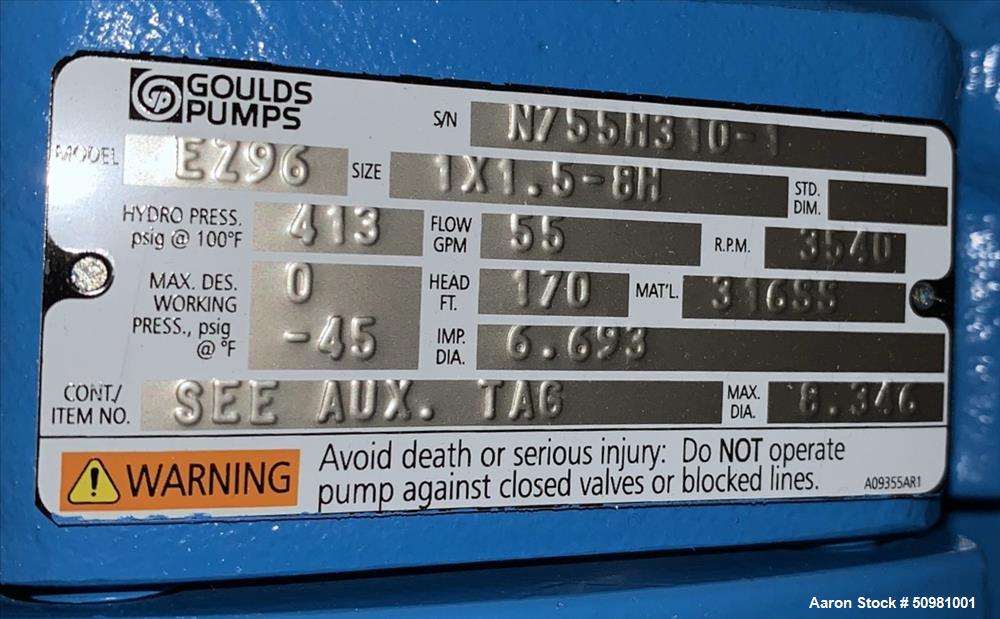 GOULDS PUMPS
S/N N755H310-1
MODEL EZ96 SIZE 1X1.5-8H STD. DIM.
HYDRO PRESS. psig @ 100°F 413 FLOW GPM 55 R.P.M. 3540
MAX. DES. WORKING PRESS., psig @ °F 0 -45 HEAD FT. 170 MAT'L. 316SS
IMP. DIA. 6.693
CONT./ ITEM NO. SEE AUX. TAG MAX. DIA. 8.346
WARNING
Avoid death or serious injury: Do NOT operate
pump against closed valves or blocked lines.
A09355AR1
Aaron Stock # 50981001